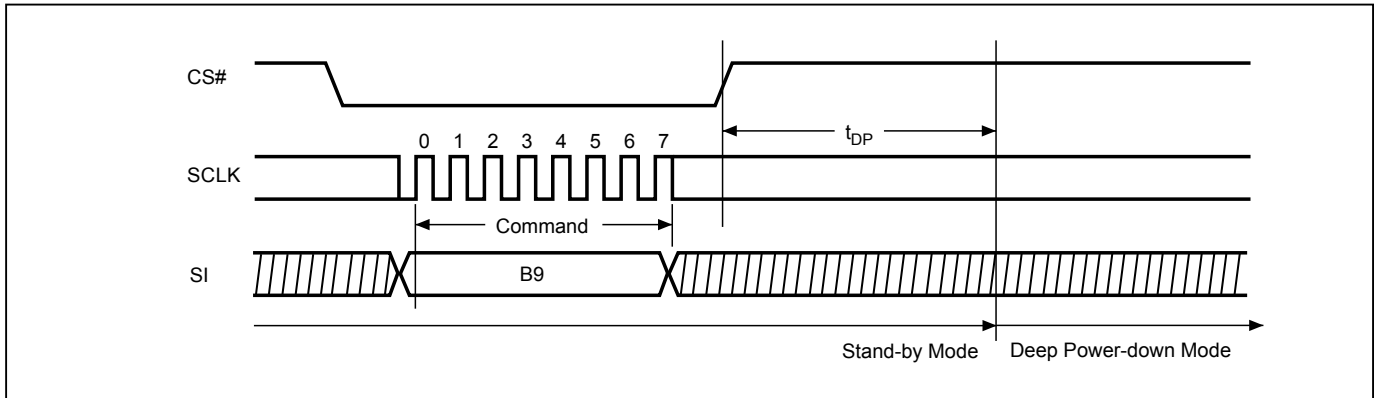 CS#
t_DP
0 1 2 3 4 5 6 7
SCLK
Command
SI
B9
Stand-by Mode
Deep Power-down Mode